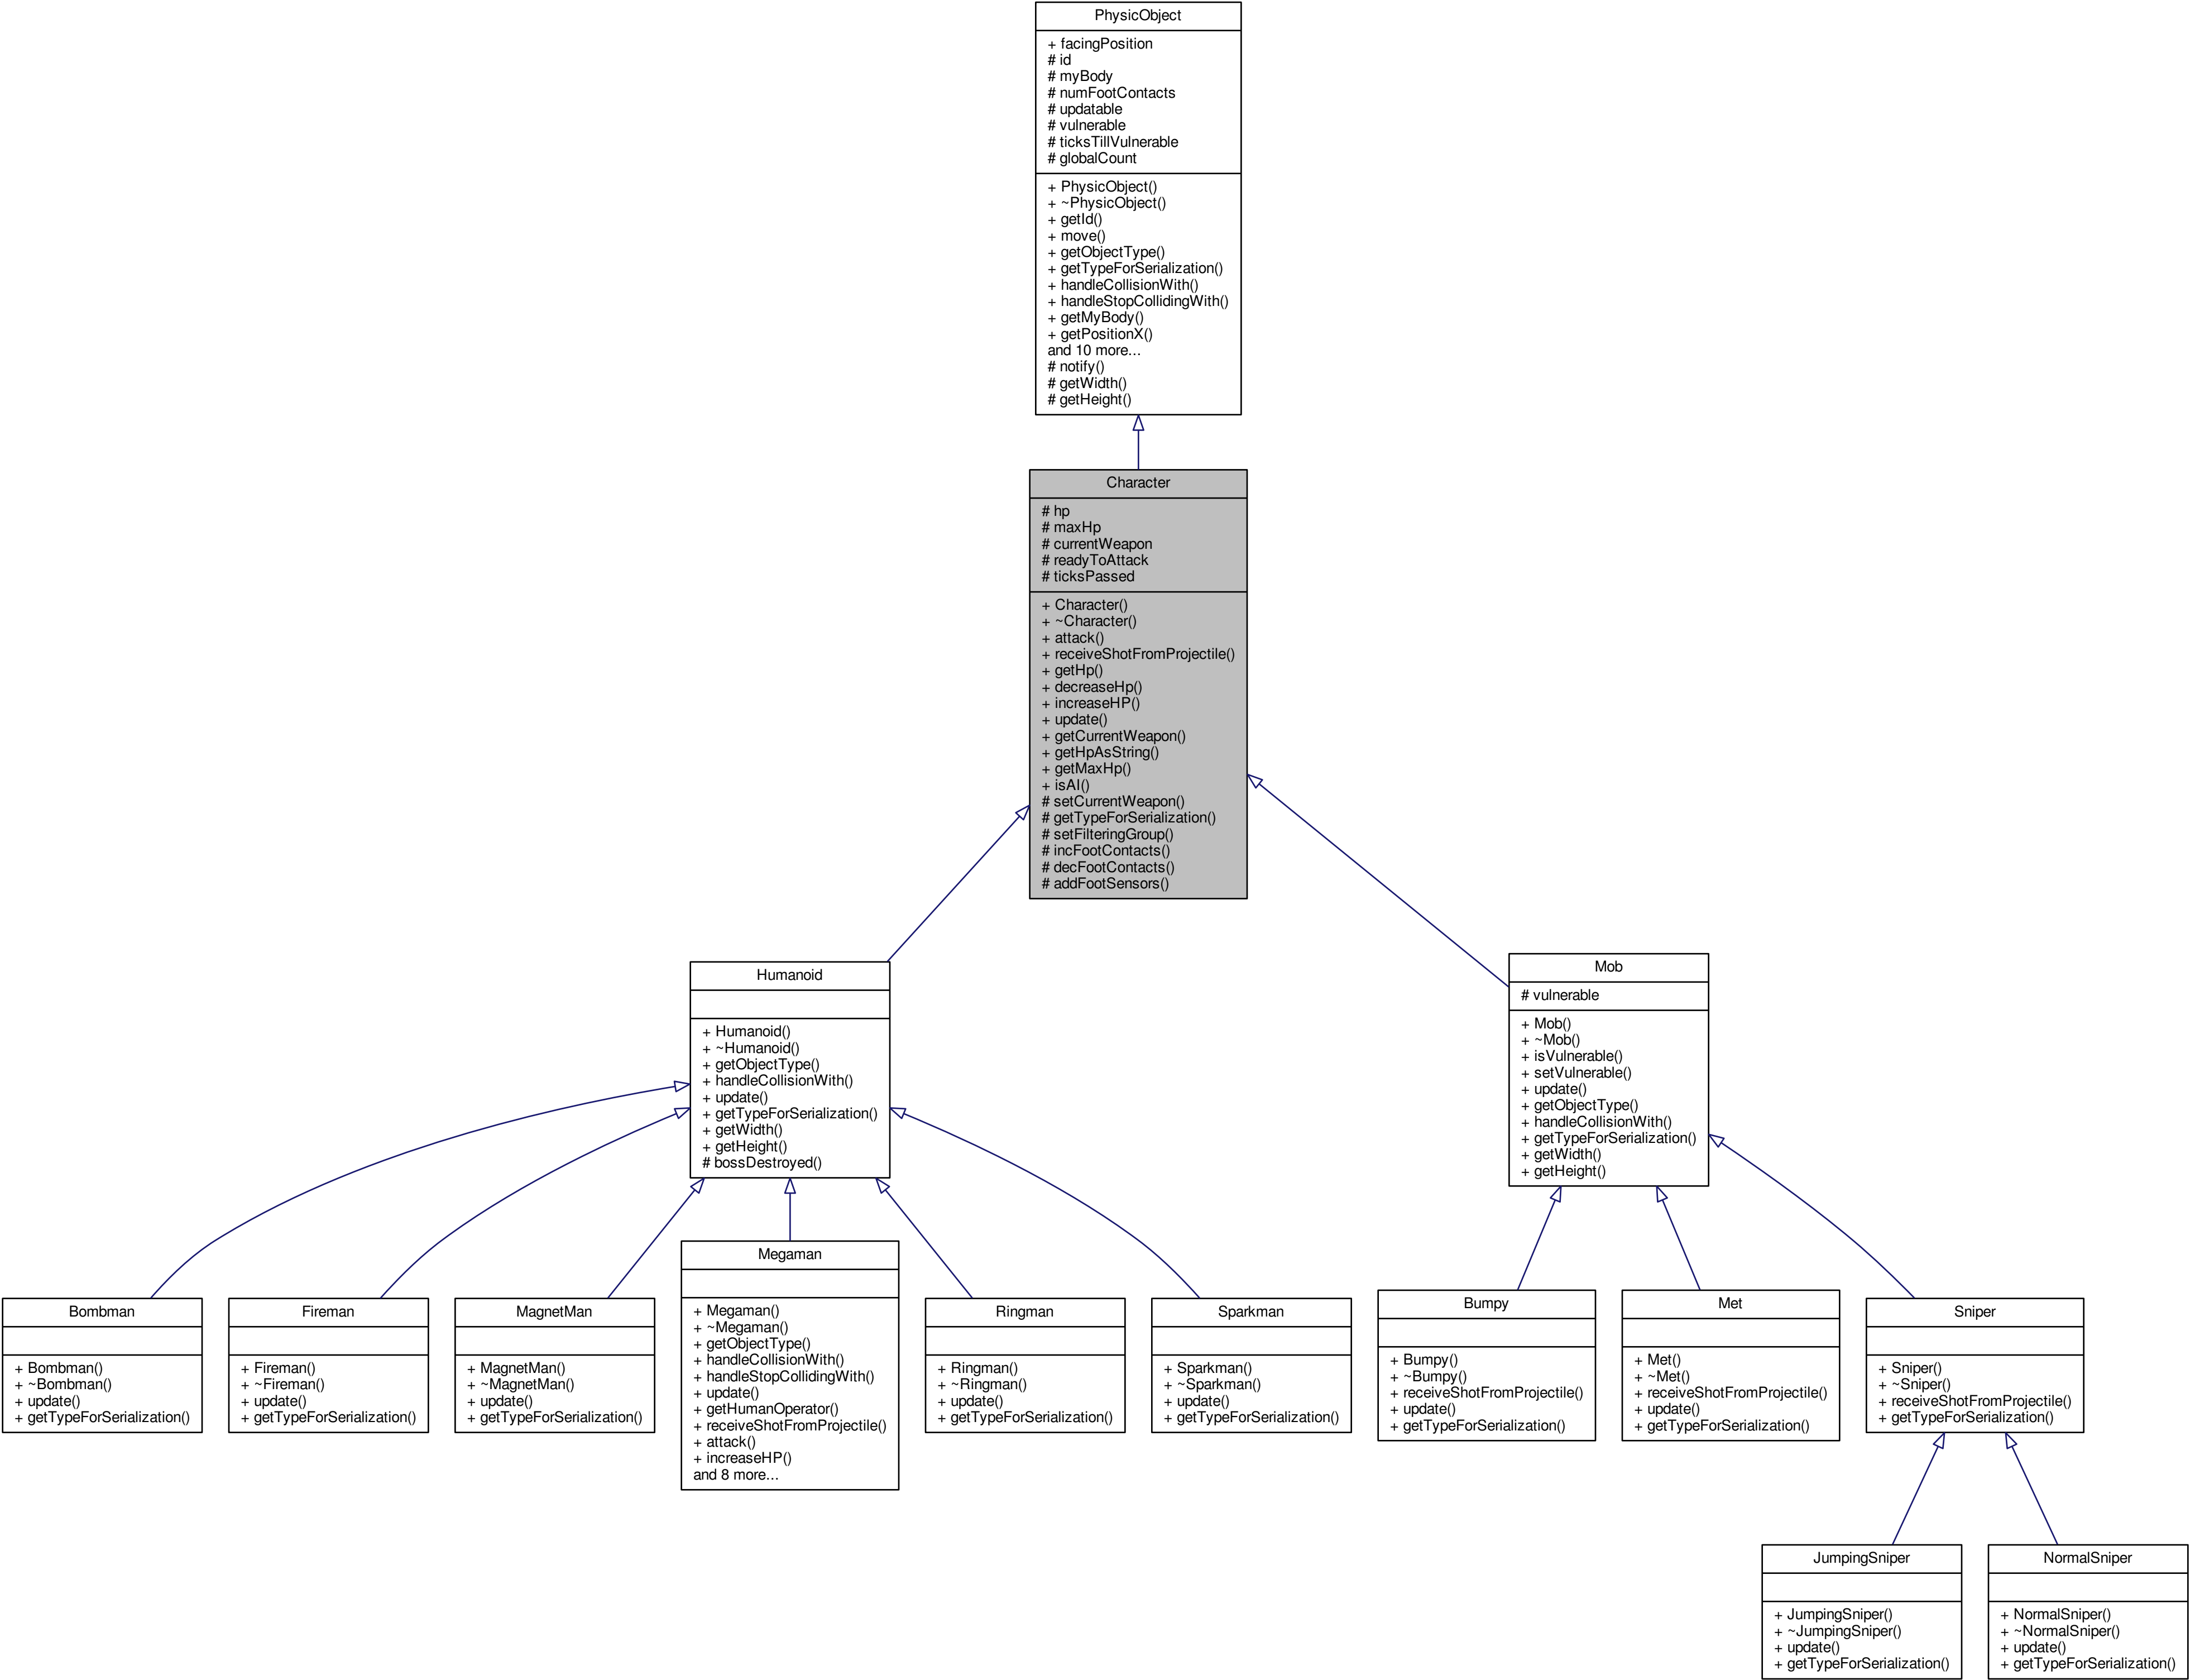 PhysicObject
+ facingPosition
# id
# myBody
# numFootContacts
# updatable
# vulnerable
# ticksTillVulnerable
# globalCount
+ PhysicObject()
+ ~PhysicObject()
+ getId()
+ move()
+ getObjectType()
+ getTypeForSerialization()
+ handleCollisionWith()
+ handleStopCollidingWith()
+ getMyBody()
+ getPositionX()
and 10 more...
# notify()
# getWidth()
# getHeight()
Character
# hp
# maxHp
# currentWeapon
# readyToAttack
# ticksPassed
+ Character()
+ ~Character()
+ attack()
+ receiveShotFromProjectile()
+ getHp()
+ decreaseHp()
+ increaseHP()
+ update()
+ getCurrentWeapon()
+ getHpAsString()
+ getMaxHp()
+ isAI()
# setCurrentWeapon()
# getTypeForSerialization()
# setFilteringGroup()
# incFootContacts()
# decFootContacts()
# addFootSensors()
Humanoid
+ Humanoid()
+ ~Humanoid()
+ getObjectType()
+ handleCollisionWith()
+ update()
+ getTypeForSerialization()
+ getWidth()
+ getHeight()
# bossDestroyed()
Mob
# vulnerable
+ Mob()
+ ~Mob()
+ isVulnerable()
+ setVulnerable()
+ update()
+ getObjectType()
+ handleCollisionWith()
+ getTypeForSerialization()
+ getWidth()
+ getHeight()
Bombman
+ Bombman()
+ ~Bombman()
+ update()
+ getTypeForSerialization()
Fireman
+ Fireman()
+ ~Fireman()
+ update()
+ getTypeForSerialization()
MagnetMan
+ MagnetMan()
+ ~MagnetMan()
+ update()
+ getTypeForSerialization()
Megaman
+ Megaman()
+ ~Megaman()
+ getObjectType()
+ handleCollisionWith()
+ handleStopCollidingWith()
+ update()
+ getHumanOperator()
+ receiveShotFromProjectile()
+ attack()
+ increaseHP()
and 8 more...
Ringman
+ Ringman()
+ ~Ringman()
+ update()
+ getTypeForSerialization()
Sparkman
+ Sparkman()
+ ~Sparkman()
+ update()
+ getTypeForSerialization()
Bumpy
+ Bumpy()
+ ~Bumpy()
+ receiveShotFromProjectile()
+ update()
+ getTypeForSerialization()
Met
+ Met()
+ ~Met()
+ receiveShotFromProjectile()
+ update()
+ getTypeForSerialization()
Sniper
+ Sniper()
+ ~Sniper()
+ receiveShotFromProjectile()
+ getTypeForSerialization()
JumpingSniper
+ JumpingSniper()
+ ~JumpingSniper()
+ update()
+ getTypeForSerialization()
NormalSniper
+ NormalSniper()
+ ~NormalSniper()
+ update()
+ getTypeForSerialization()